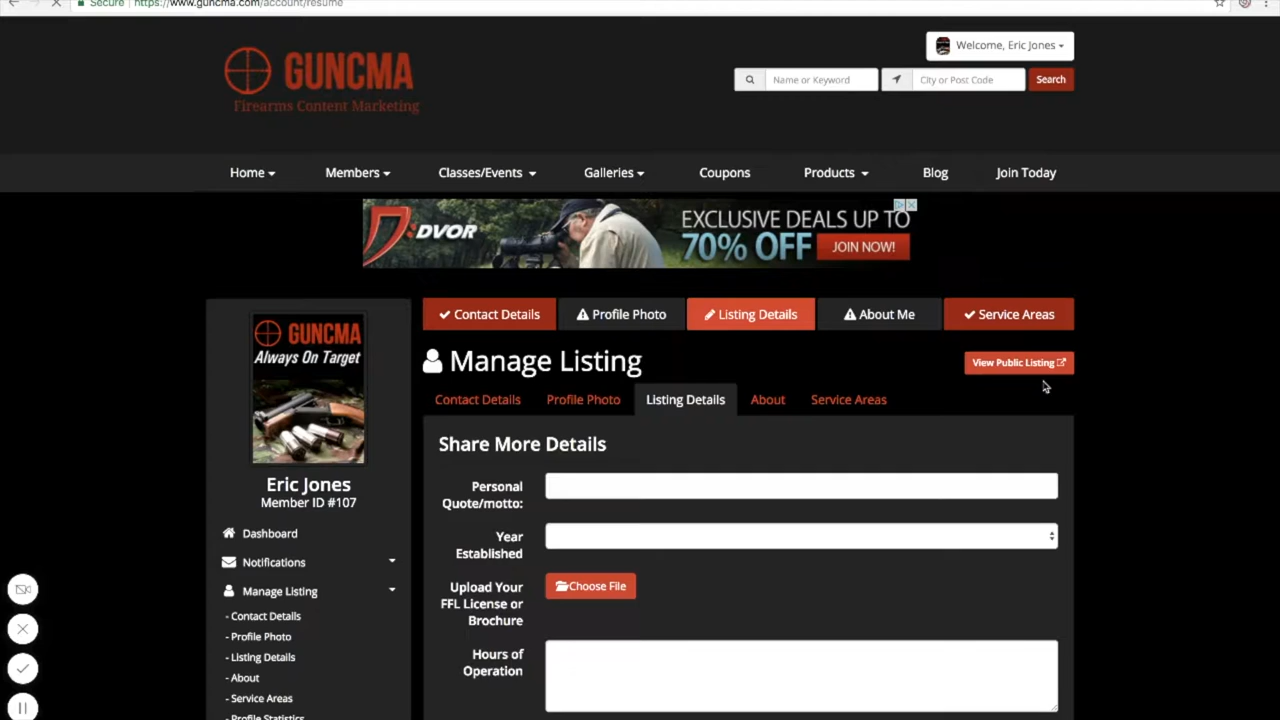 Secure https://www.guncma.com/account/resume
GUNCMA
Firearms Content Marketing
Welcome, Eric Jones
Name or Keyword
City or Post Code
Search
Home
Members
Classes/Events
Galleries
Coupons
Products
Blog
Join Today
DVOR
EXCLUSIVE DEALS UP TO
70% OFF
JOIN NOW!
Contact Details
Profile Photo
Listing Details
About Me
Service Areas
GUNCMA
Always On Target
Eric Jones
Member ID #107
Dashboard
Notifications
Manage Listing
- Contact Details
- Profile Photo
- Listing Details
- About
- Service Areas
- Profile Statistics
Manage Listing
View Public Listing
Contact Details
Profile Photo
Listing Details
About
Service Areas
Share More Details
Personal
Quote/motto:
Year
Established
Upload Your
FFL License or
Brochure
Choose File
Hours of
Operation